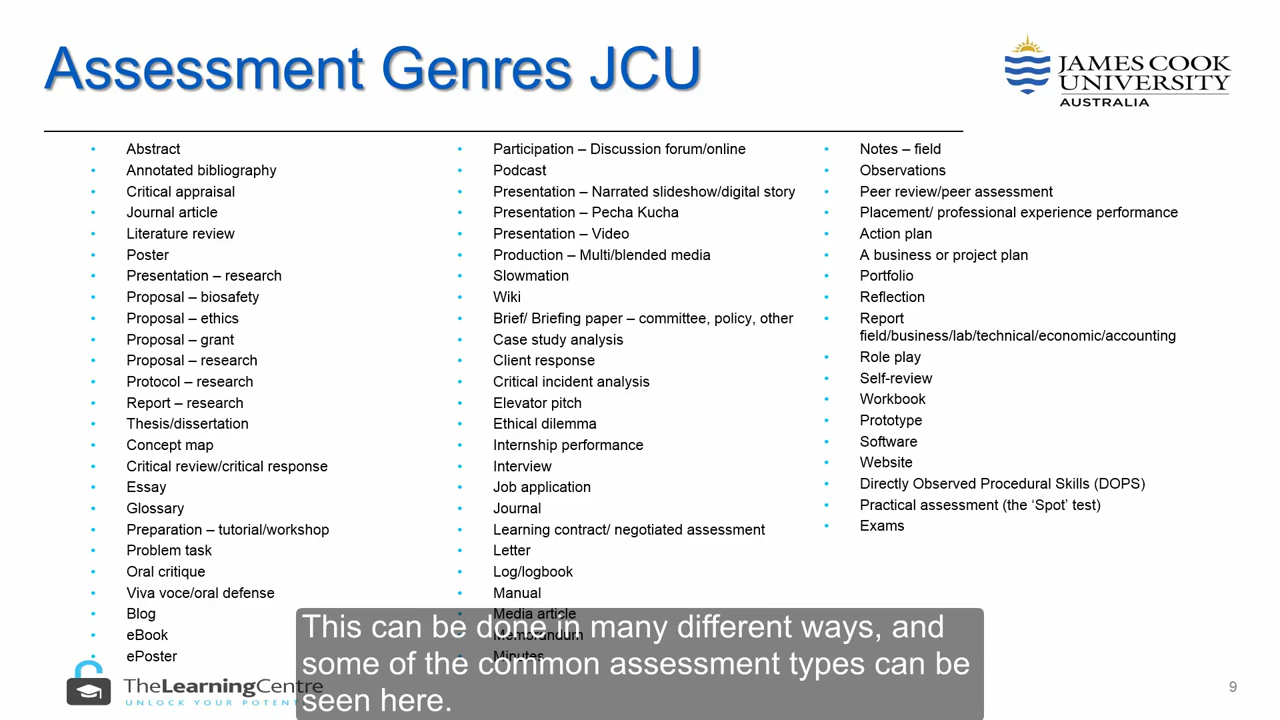 Assessment Genres JCU
JAMES COOK
UNIVERSITY
AUSTRALIA
• Abstract
• Annotated bibliography
• Critical appraisal
• Journal article
• Literature review
• Poster
• Presentation – research
• Proposal – biosafety
• Proposal – ethics
• Proposal – grant
• Proposal – research
• Protocol – research
• Report – research
• Thesis/dissertation
• Concept map
• Critical review/critical response
• Essay
• Glossary
• Preparation – tutorial/workshop
• Problem task
• Oral critique
• Viva voce/oral defense
• Blog
• eBook
• ePoster
• Participation – Discussion forum/online
• Podcast
• Presentation – Narrated slideshow/digital story
• Presentation – Pecha Kucha
• Presentation – Video
• Production – Multi/blended media
• Slowmation
• Wiki
• Brief/ Briefing paper – committee, policy, other
• Case study analysis
• Client response
• Critical incident analysis
• Elevator pitch
• Ethical dilemma
• Internship performance
• Interview
• Job application
• Journal
• Learning contract/ negotiated assessment
• Letter
• Log/logbook
• Manual
• Media article
• Memorandum
• Minutes
• Notes – field
• Observations
• Peer review/peer assessment
• Placement/ professional experience performance
• Action plan
• A business or project plan
• Portfolio
• Reflection
• Report
field/business/lab/technical/economic/accounting
• Role play
• Self-review
• Workbook
• Prototype
• Software
• Website
• Directly Observed Procedural Skills (DOPS)
• Practical assessment (the ‘Spot’ test)
• Exams
This can be done in many different ways, and
some of the common assessment types can be
seen here.
TheLearningCentre
UNLOCK YOUR
9